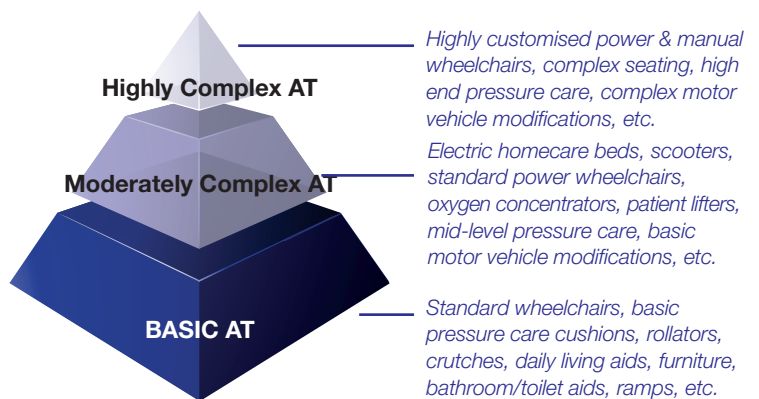 Highly Complex AT
Highly customised power & manual
wheelchairs, complex seating, high
end pressure care, complex motor
vehicle modifications, etc.
Moderately Complex AT
Electric homecare beds, scooters,
standard power wheelchairs,
oxygen concentrators, patient lifters,
mid-level pressure care, basic
motor vehicle modifications, etc.
BASIC AT
Standard wheelchairs, basic
pressure care cushions, rollators,
crutches, daily living aids, furniture,
bathroom/toilet aids, ramps, etc.